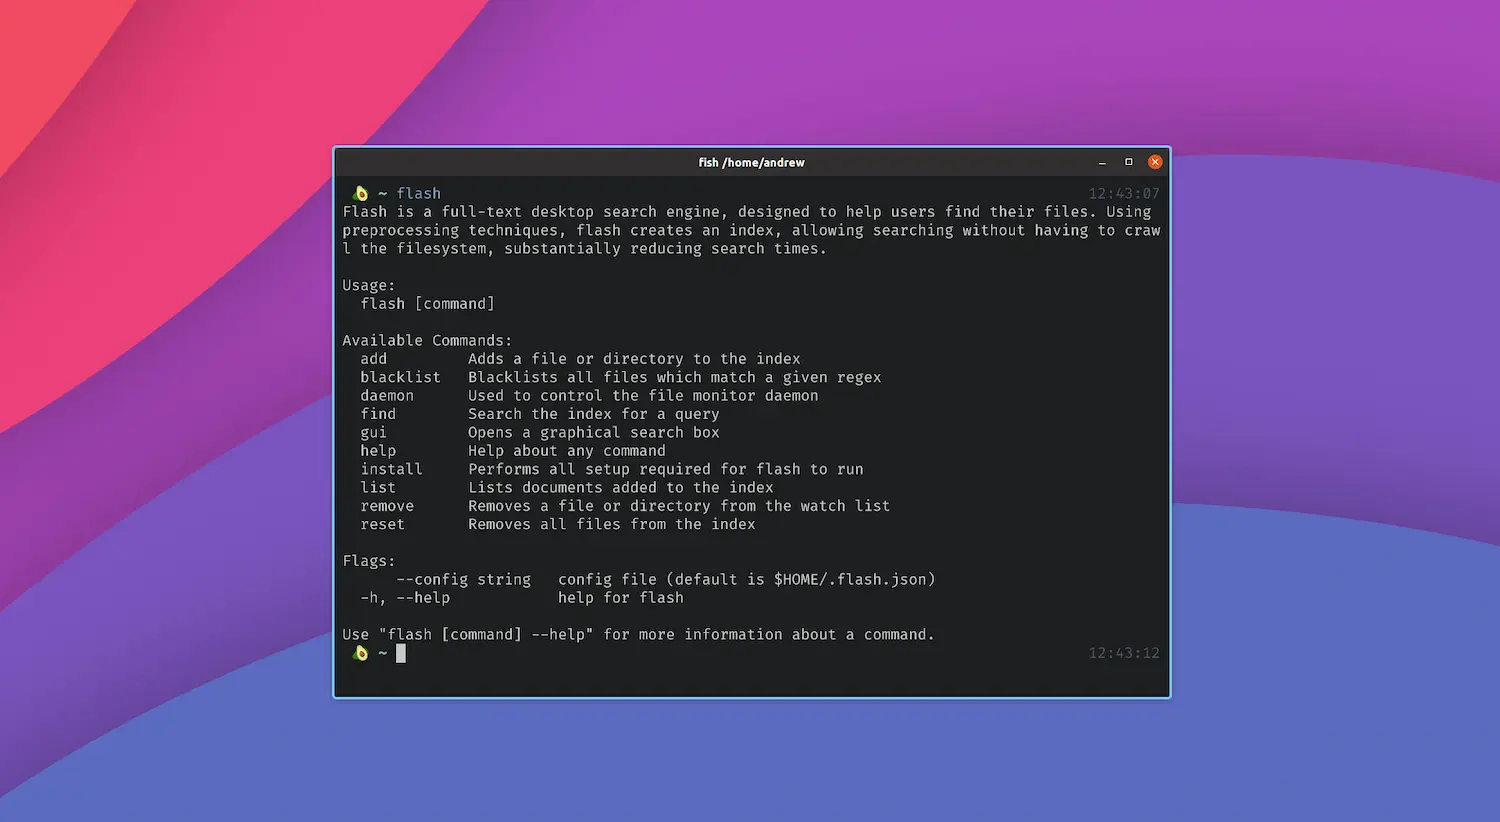 fish /home/andrew
~ flash 12:43:07
Flash is a full-text desktop search engine, designed to help users find their files. Using
preprocessing techniques, flash creates an index, allowing searching without having to craw
l the filesystem, substantially reducing search times.
Usage:
flash [command]
Available Commands:
add Adds a file or directory to the index
blacklist Blacklists all files which match a given regex
daemon Used to control the file monitor daemon
find Search the index for a query
gui Opens a graphical search box
help Help about any command
install Performs all setup required for flash to run
list Lists documents added to the index
remove Removes a file or directory from the watch list
reset Removes all files from the index
Flags:
--config string config file (default is $HOME/.flash.json)
-h, --help help for flash
Use "flash [command] --help" for more information about a command.
~ 12:43:12